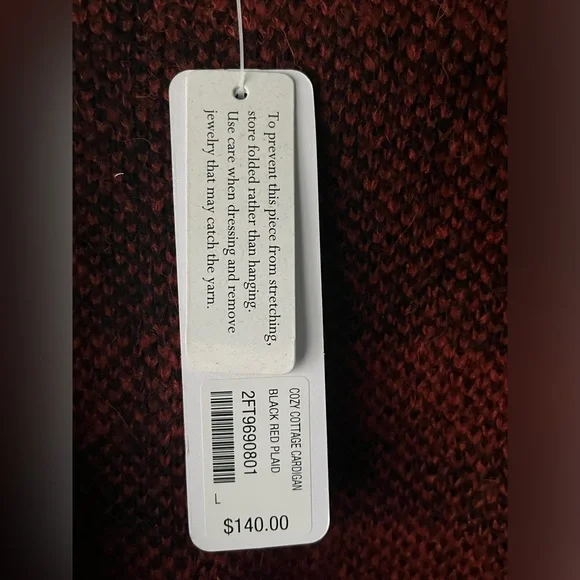 To prevent this piece from stretching,
store folded rather than hanging.
Use care when dressing and remove
jewelry that may catch the yarn.
COZY COTTAGE CARDIGAN
BLACK RED PLAID
2FT9690801
L
$140.00